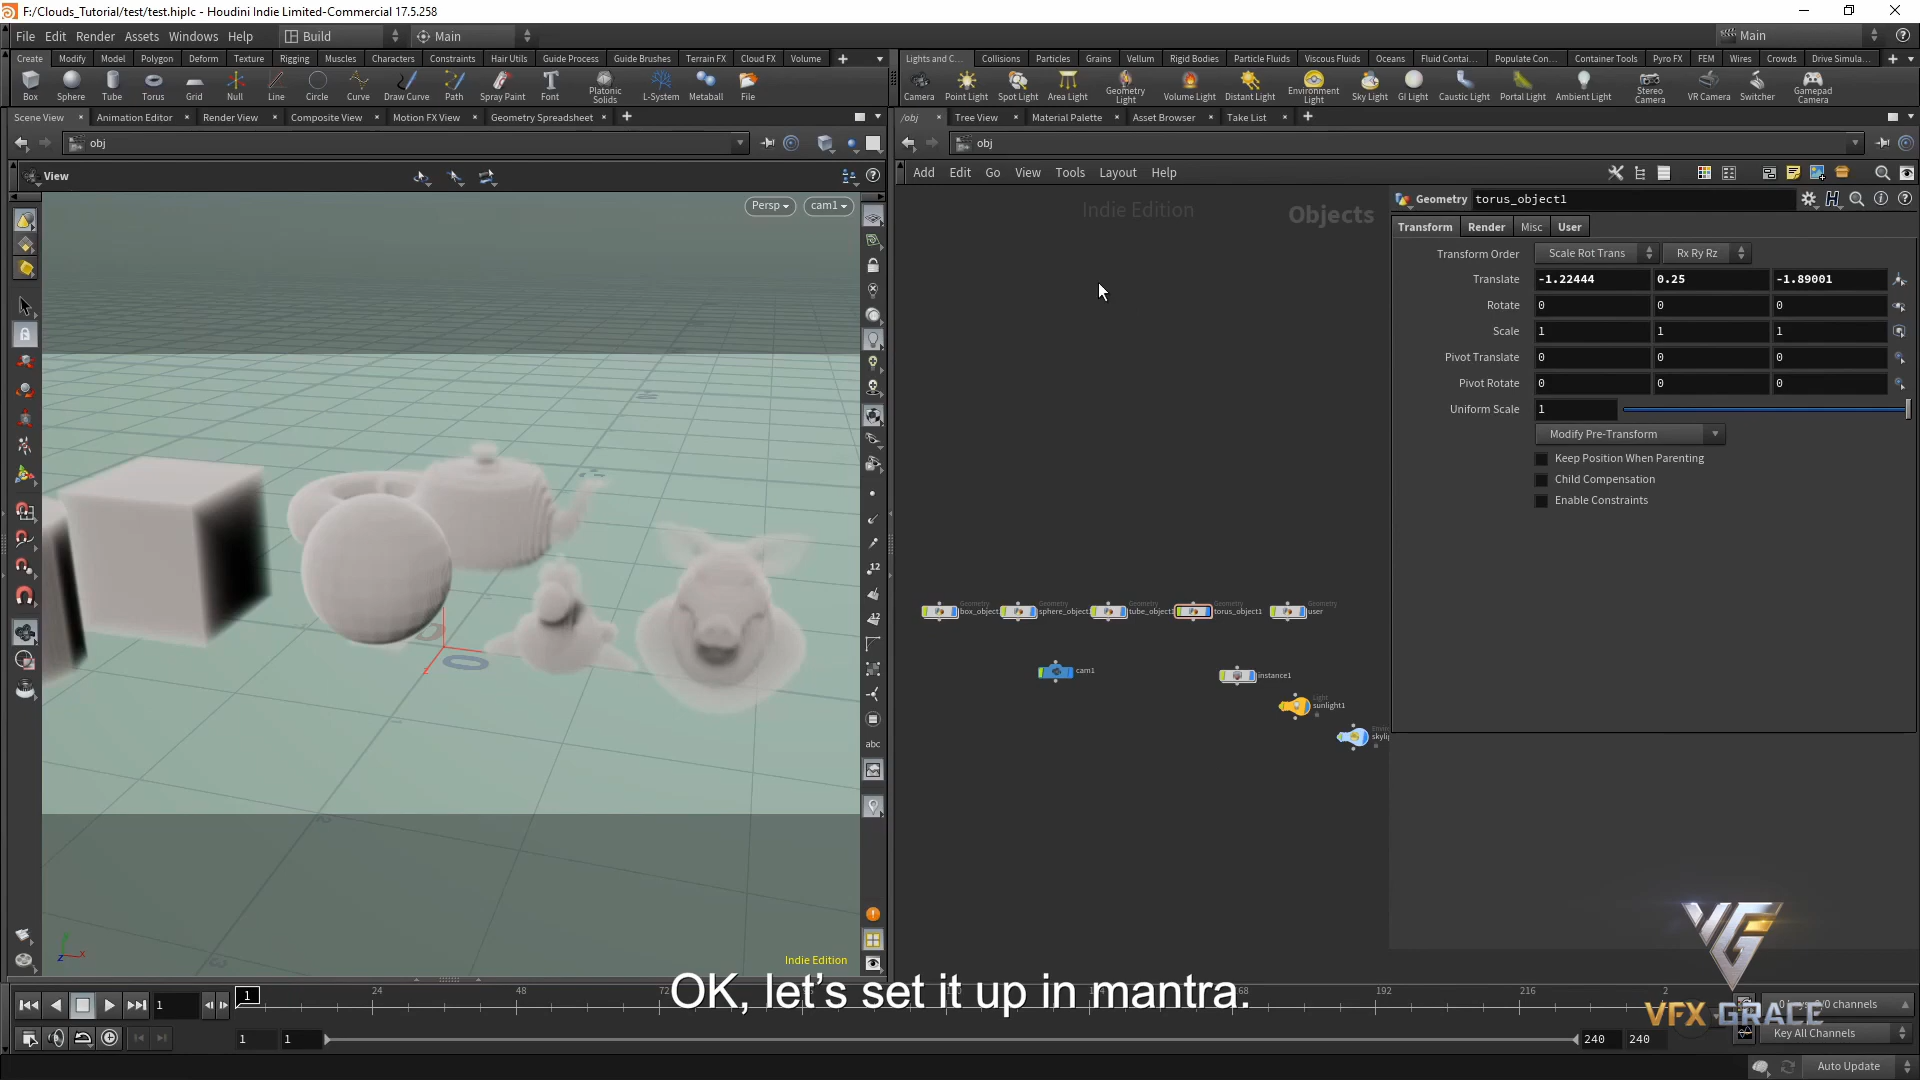 F:/Clouds_Tutorial/test/test.hiplc - Houdini Indie Limited-Commercial 17.5.258
File Edit Render Assets Windows Help Build Main Main
Create Modify Model Polygon Deform Texture Rigging Muscles Characters Constraints Hair Utils Guide Process Guide Brushes Terrain FX Cloud FX Volume
Lights and C... Collisions Particles Grains Vellum Rigid Bodies Particle Fluids Viscous Fluids Oceans Fluid Contai... Populate Con... Container Tools Pyro FX FEM Wires Crowds Drive Simula...
Box Sphere Tube Torus Grid Null Line Circle Curve Draw Curve Path Spray Paint Font Platonic Solids L-System Metaball File
Camera Point Light Spot Light Area Light Geometry Light Volume Light Distant Light Environment Light Sky Light GI Light Caustic Light Portal Light Ambient Light Stereo Camera VR Camera Switcher Gamepad Camera
Scene View Animation Editor Render View Composite View Motion FX View Geometry Spreadsheet
/obj Tree View Material Palette Asset Browser Take List
obj
obj
View
Add Edit Go View Tools Layout Help
Persp cam1
Indie Edition Objects
Geometry torus_object1
Transform Render Misc User
Transform Order Scale Rot Trans Rx Ry Rz
Translate -1.22444 0.25 -1.89001
Rotate 0 0 0
Scale 1 1 1
Pivot Translate 0 0 0
Pivot Rotate 0 0 0
Uniform Scale 1
Modify Pre-Transform
Keep Position When Parenting
Child Compensation
Enable Constraints
Geometry Geometry Geometry Geometry
box_object sphere_object tube_object1 torus_object1 user
cam1 instance1
Light
sunlight1
12
12
abc
z
z x
Indie Edition
OK, let's set it up in mantra.
VFX GRACE
1 1 24 48 72 168 192 216 2
0/0 channels
1 1 240 240 Key All Channels
Auto Update